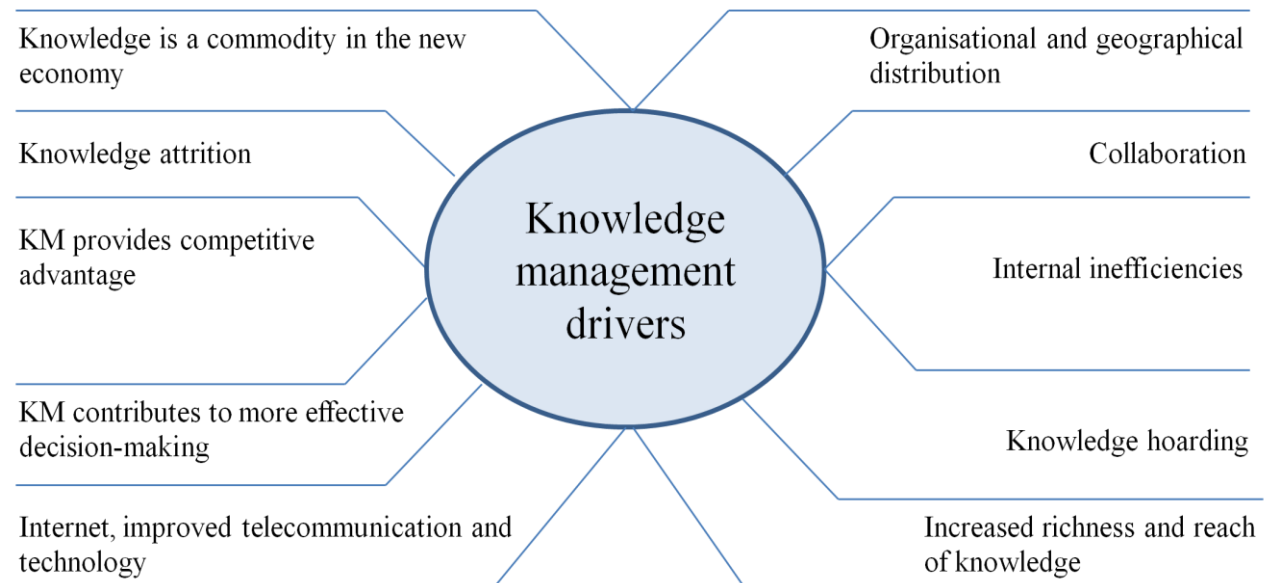 Knowledge is a commodity in the new
economy
Knowledge attrition
KM provides competitive
advantage
KM contributes to more effective
decision-making
Internet, improved telecommunication and
technology
Knowledge
management
drivers
Organisational and geographical
distribution
Collaboration
Internal inefficiencies
Knowledge hoarding
Increased richness and reach
of knowledge